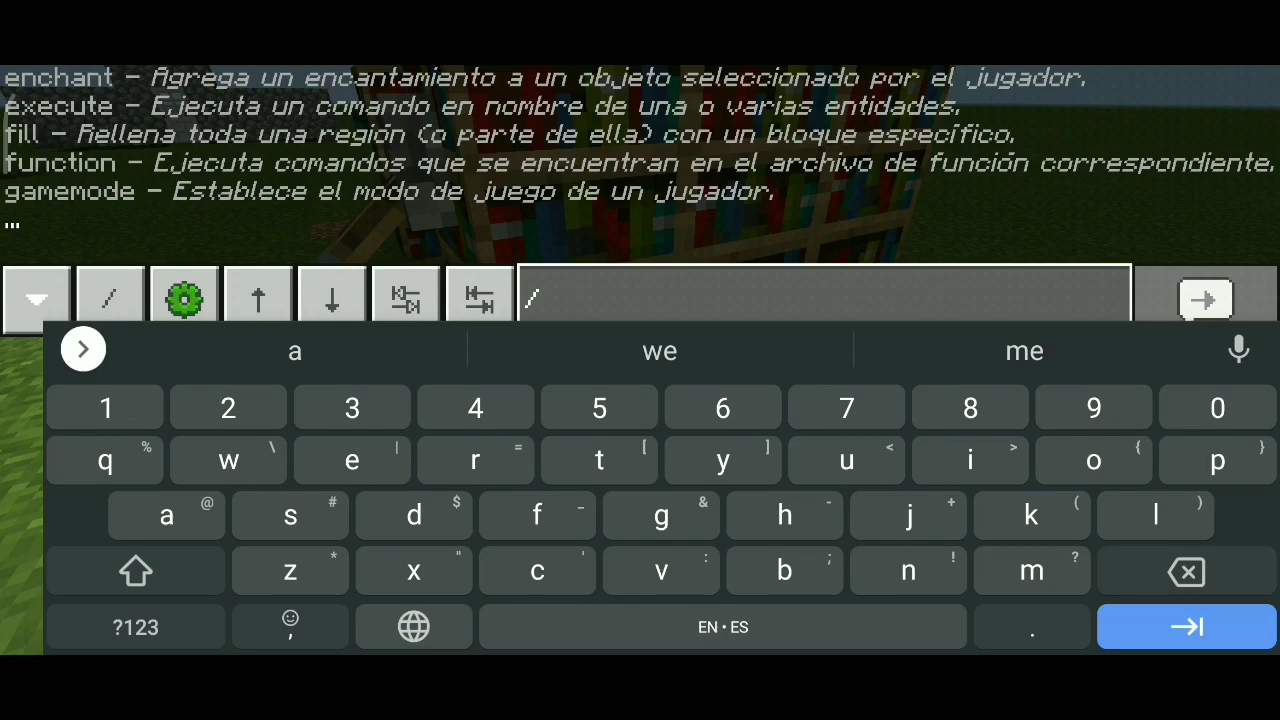 enchant – Agrega un encantamiento a un objeto seleccionado por el jugador.
execute – Ejecuta un comando en nombre de una o varias entidades.
fill – Rellena toda una región (o parte de ella) con un bloque específico.
function – Ejecuta comandos que se encuentran en el archivo de función correspondiente.
gamemode – Establece el modo de juego de un jugador.
...
/ /
a we me
1 2 3 4 5 6 7 8 9 0
q % w \ e | r = t [ y ] u < i > o { p }
a @ s # d $ f _ g & h - j + k ( l )
z * x " c ' v : b ; n ! m ?
?123 , EN • ES .